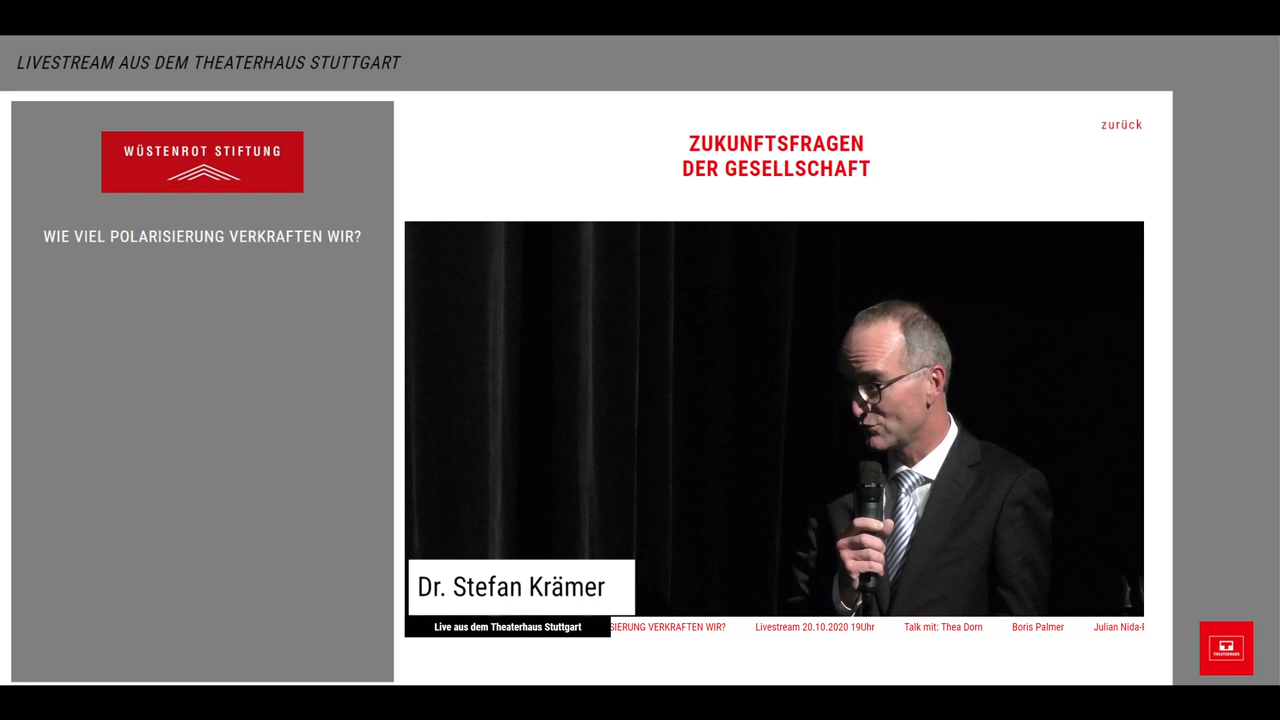 LIVESTREAM AUS DEM THEATERHAUS STUTTGART
WÜSTENROT STIFTUNG
WIE VIEL POLARISIERUNG VERKRAFTEN WIR?
zurück
ZUKUNFTSFRAGEN
DER GESELLSCHAFT
Dr. Stefan Krämer
Live aus dem Theaterhaus Stuttgart
SIERUNG VERKRAFTEN WIR? Livestream 20.10.2020 19Uhr Talk mit: Thea Dorn Boris Palmer Julian Nida-
THEATERHAUS